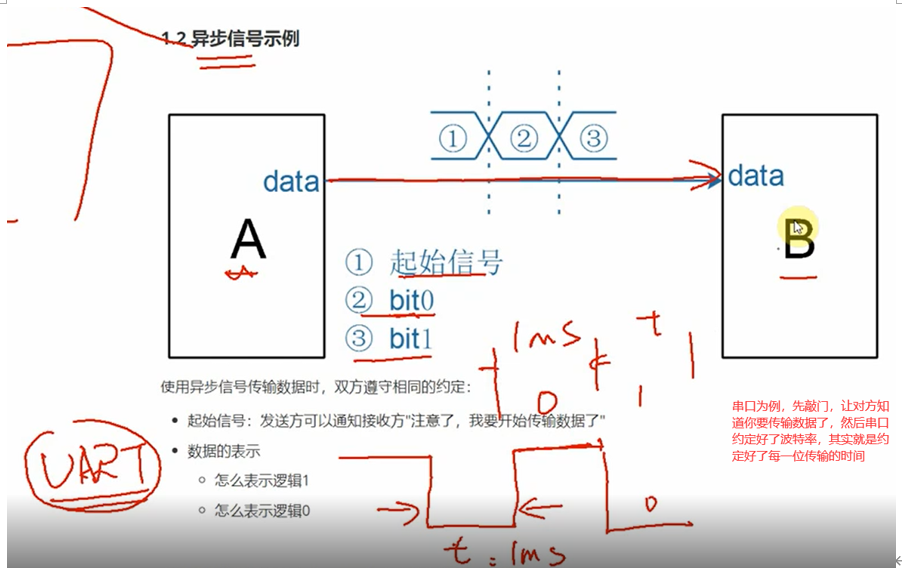 1.2 异步信号示例
① ② ③
data
data
A
B
① 起始信号
② bit0
③ bit1
1ms t
0 1
使用异步信号传输数据时，双方遵守相同的约定：
• 起始信号：发送方可以通知接收方"注意了，我要开始传输数据了"
• 数据的表示
○ 怎么表示逻辑1
○ 怎么表示逻辑0
UART
0
t = 1ms
串口为例，先敲门，让对方知
道你要传输数据了，然后串口
约定好了波特率，其实就是约
定好了每一位传输的时间